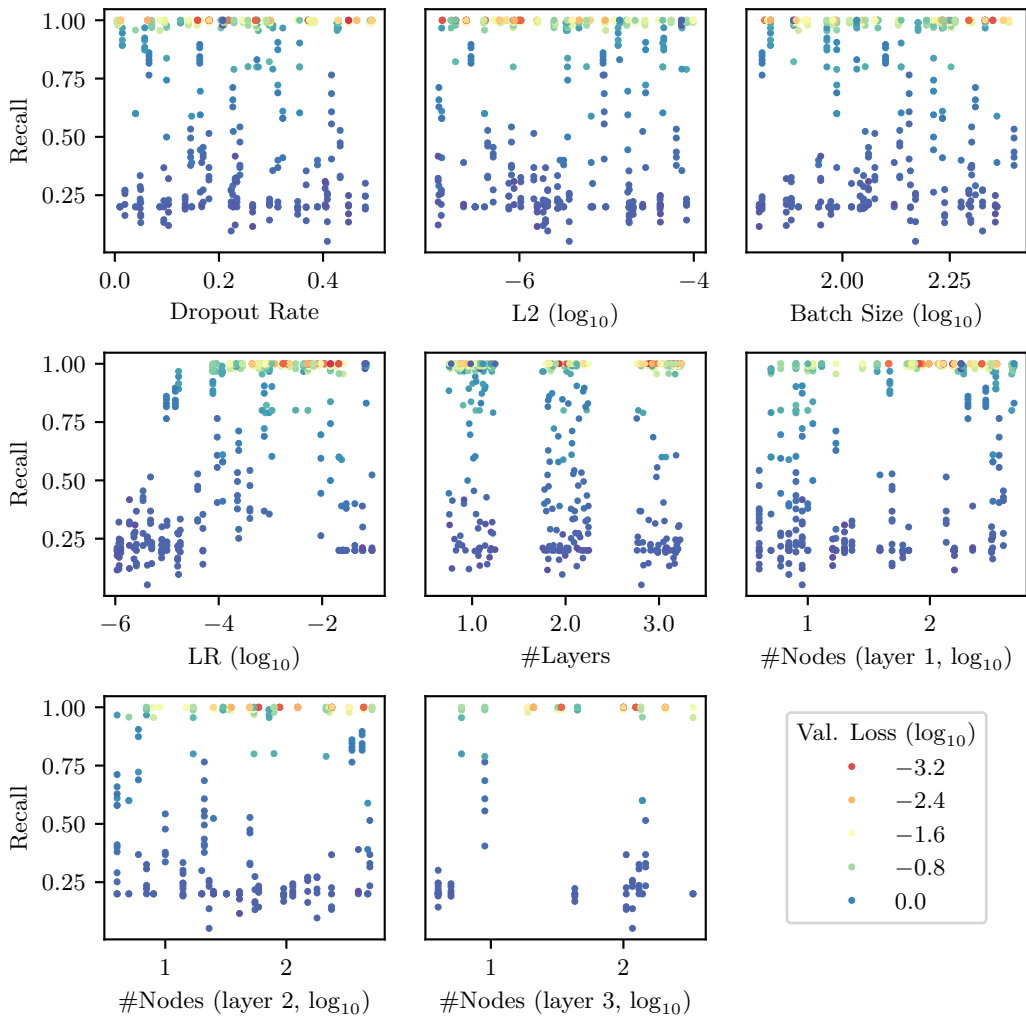 1.00
0.75
0.50
0.25
Recall
0.0 0.2 0.4
Dropout Rate
−6 −4
L2 (log₁₀)
2.00 2.25
Batch Size (log₁₀)
1.00
0.75
0.50
0.25
Recall
−6 −4 −2
LR (log₁₀)
1.0 2.0 3.0
#Layers
1 2
#Nodes (layer 1, log₁₀)
1.00
0.75
0.50
0.25
Recall
1 2
#Nodes (layer 2, log₁₀)
1 2
#Nodes (layer 3, log₁₀)
Val. Loss (log₁₀)
−3.2
−2.4
−1.6
−0.8
0.0